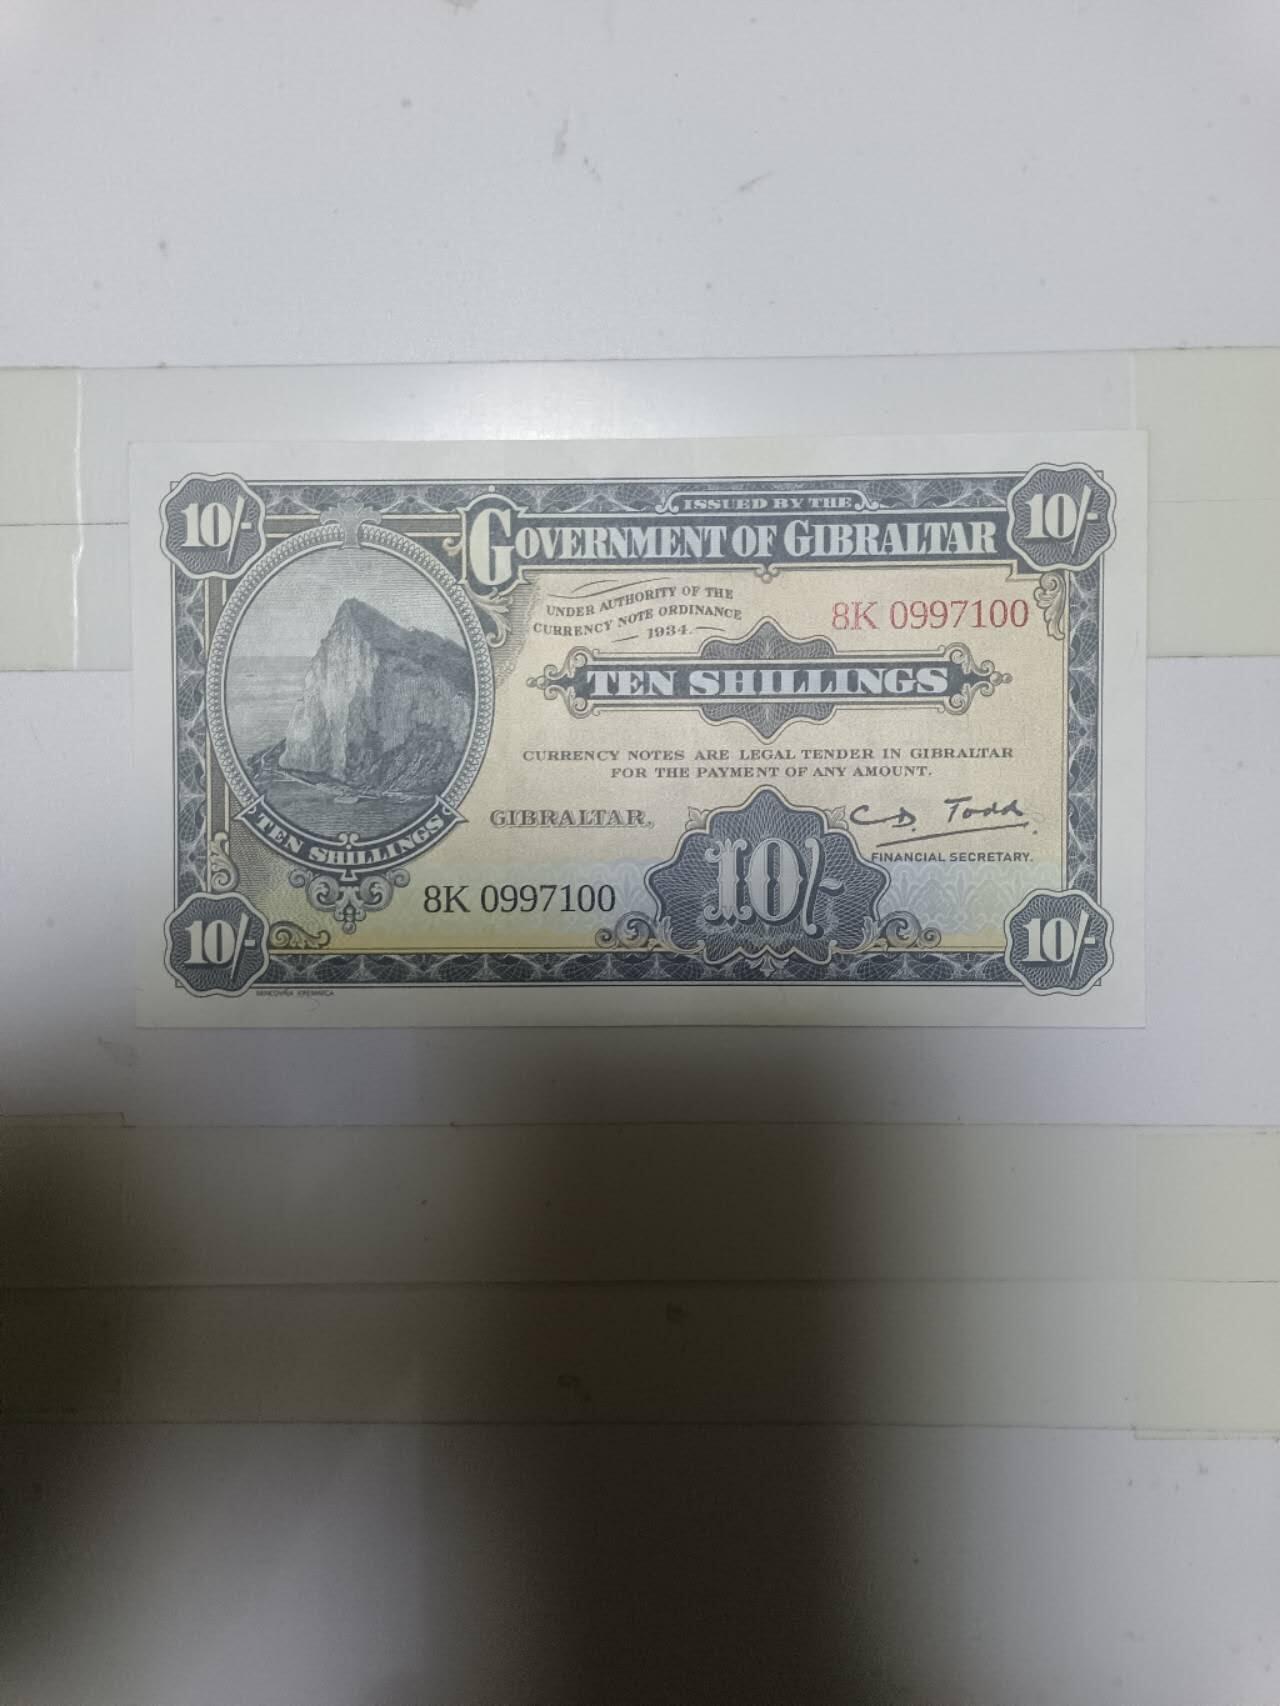 10/-
10/-
ISSUED BY THE
GOVERNMENT OF GIBRALTAR
UNDER AUTHORITY OF THE
CURRENCY NOTE ORDINANCE
1934.
8K 0997100
TEN SHILLINGS
CURRENCY NOTES ARE LEGAL TENDER IN GIBRALTAR
FOR THE PAYMENT OF ANY AMOUNT.
GIBRALTAR,
C D. Todd
FINANCIAL SECRETARY.
TEN SHILLINGS
8K 0997100
10/-
10/-
10/-